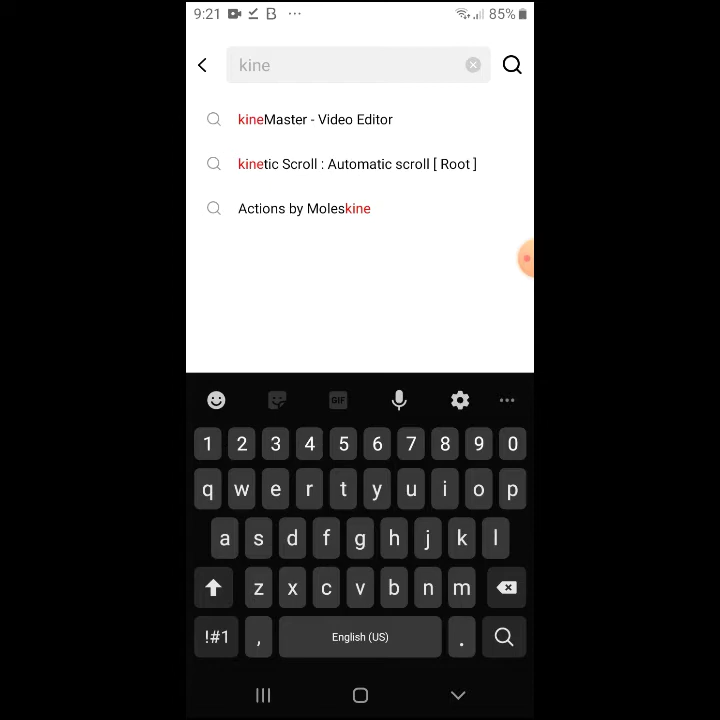 9:21 85%
kine
kineMaster - Video Editor
kinetic Scroll : Automatic scroll [ Root ]
Actions by Moleskine
GIF
1 2 3 4 5 6 7 8 9 0
q w e r t y u i o p
a s d f g h j k l
z x c v b n m
!#1 , English (US) .